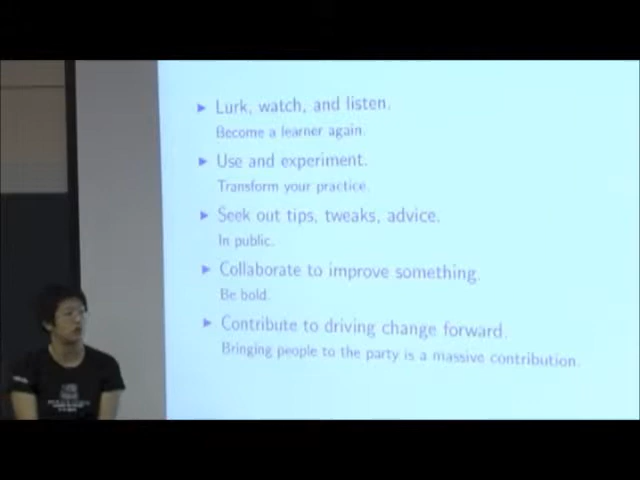 Lurk, watch, and listen.
Become a learner again.
Use and experiment.
Transform your practice.
Seek out tips, tweaks, advice.
In public.
Collaborate to improve something.
Be bold.
Contribute to driving change forward.
Bringing people to the party is a massive contribution.